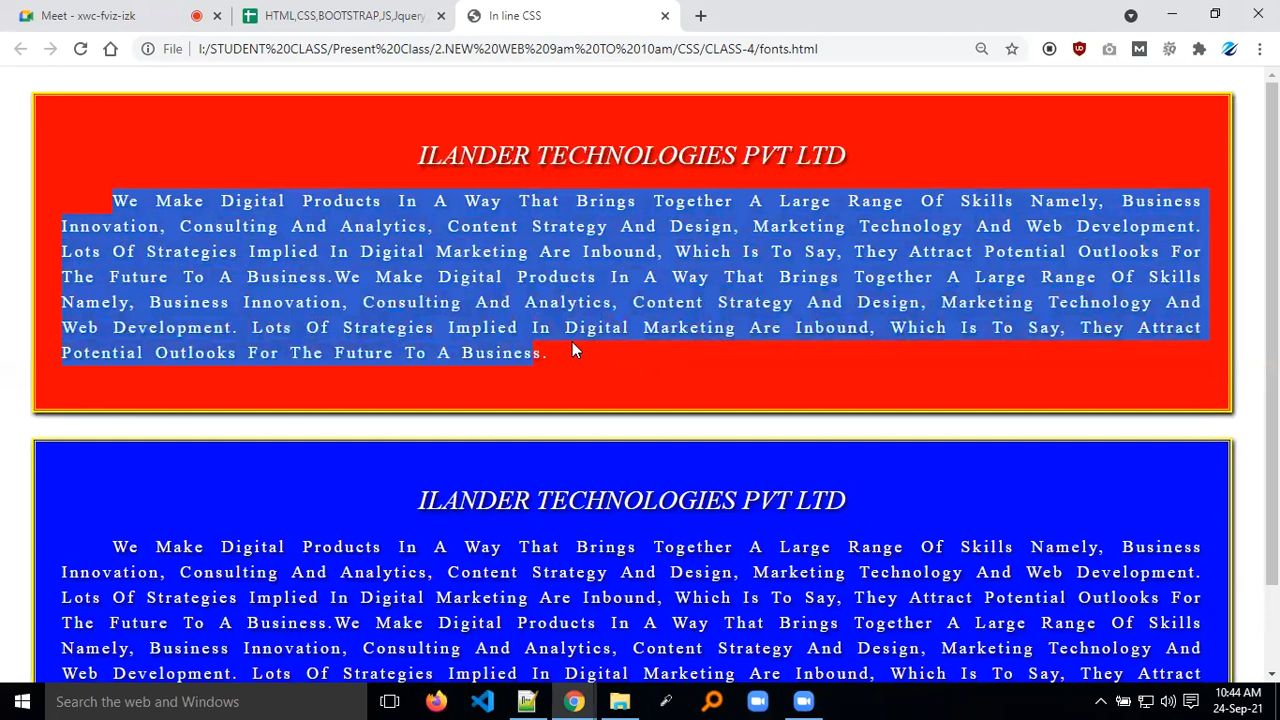 Meet - xwc-fviz-izk
HTML,CSS,BOOTSTRAP,JS,Jquery
In line CSS
File
I:/STUDENT%20CLASS/Present%20Class/2.NEW%20WEB%209am%20TO%2010am/CSS/CLASS-4/fonts.html
ILANDER TECHNOLOGIES PVT LTD
We Make Digital Products In A Way That Brings Together A Large Range Of Skills Namely, Business
Innovation, Consulting And Analytics, Content Strategy And Design, Marketing Technology And Web Development.
Lots Of Strategies Implied In Digital Marketing Are Inbound, Which Is To Say, They Attract Potential Outlooks For
The Future To A Business.We Make Digital Products In A Way That Brings Together A Large Range Of Skills
Namely, Business Innovation, Consulting And Analytics, Content Strategy And Design, Marketing Technology And
Web Development. Lots Of Strategies Implied In Digital Marketing Are Inbound, Which Is To Say, They Attract
Potential Outlooks For The Future To A Business.
ILANDER TECHNOLOGIES PVT LTD
We Make Digital Products In A Way That Brings Together A Large Range Of Skills Namely, Business
Innovation, Consulting And Analytics, Content Strategy And Design, Marketing Technology And Web Development.
Lots Of Strategies Implied In Digital Marketing Are Inbound, Which Is To Say, They Attract Potential Outlooks For
The Future To A Business.We Make Digital Products In A Way That Brings Together A Large Range Of Skills
Namely, Business Innovation, Consulting And Analytics, Content Strategy And Design, Marketing Technology And
Web Development. Lots Of Strategies Implied In Digital Marketing Are Inbound, Which Is To Say, They Attract
Search the web and Windows
10:44 AM
24-Sep-21